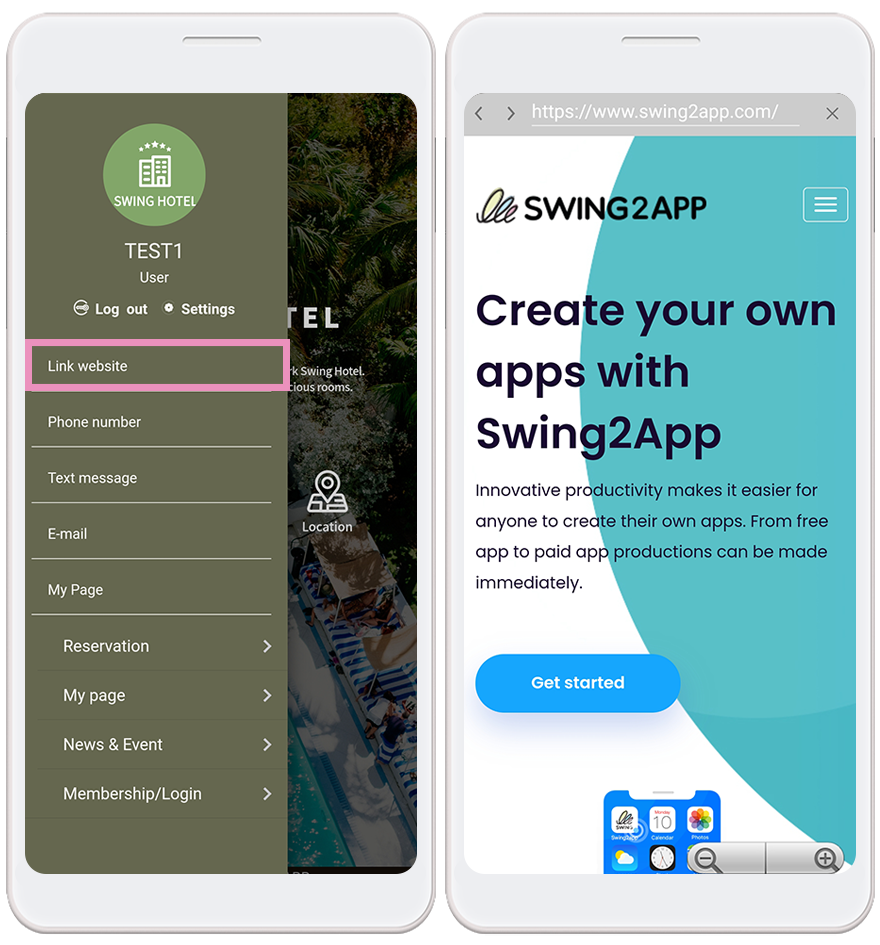 SWING HOTEL
TEST1
User
Log out
Settings
Link website
Phone number
Text message
E-mail
My Page
Reservation
My page
News & Event
Membership/Login
TEL
rk Swing Hotel.
cious rooms.
Location
https://www.swing2app.com/
SWING2APP
Create your own
apps with
Swing2App
Innovative productivity makes it easier for
anyone to create their own apps. From free
app to paid app productions can be made
immediately.
Get started
Monday
10
Swing2App
Calendar
Photos